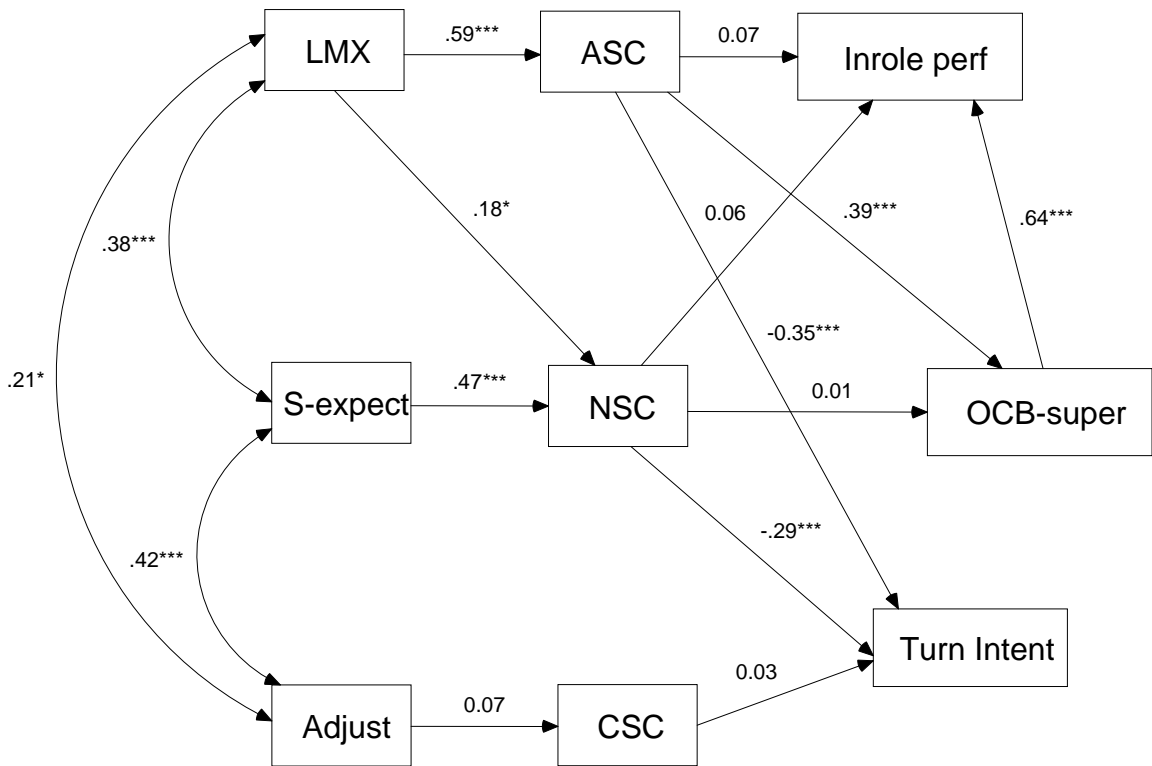 LMX
.59***
ASC
0.07
Inrole perf
.18*
0.06
.39***
.64***
.38***
-0.35***
.21*
S-expect
.47***
NSC
0.01
OCB-super
-.29***
.42***
Turn Intent
Adjust
0.07
CSC
0.03